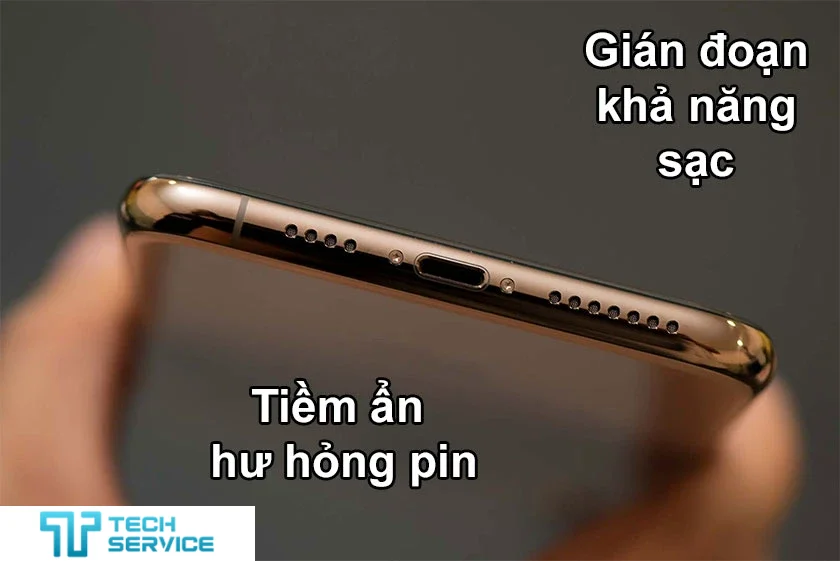 Gián đoạn
khả năng
sạc
Tiềm ẩn
hư hỏng pin
TECH
SERVICE